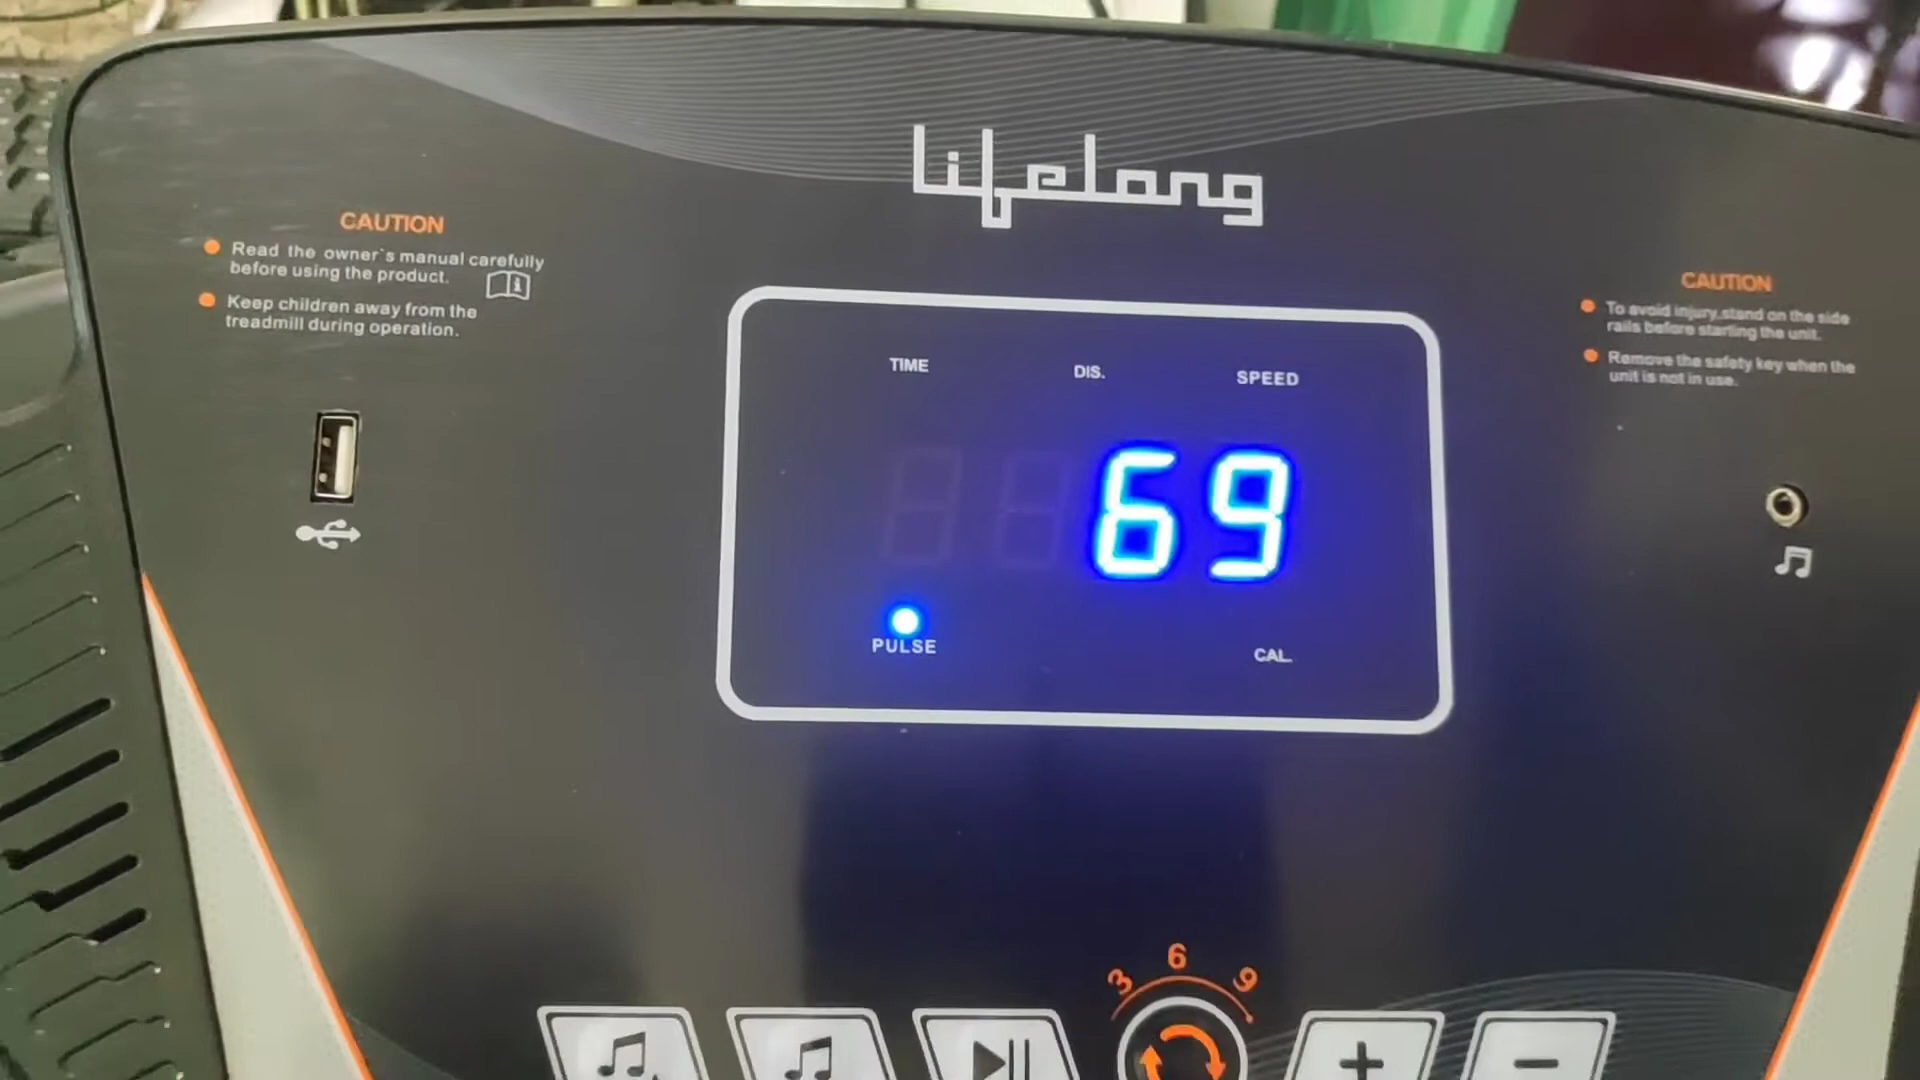 lifelong
CAUTION
Read the owner`s manual carefully
before using the product.
Keep children away from the
treadmill during operation.
CAUTION
To avoid injury,stand on the side
rails before starting the unit.
Remove the safety key when the
unit is not in use.
TIME DIS. SPEED
69
PULSE CAL.
3 6 9
+ −